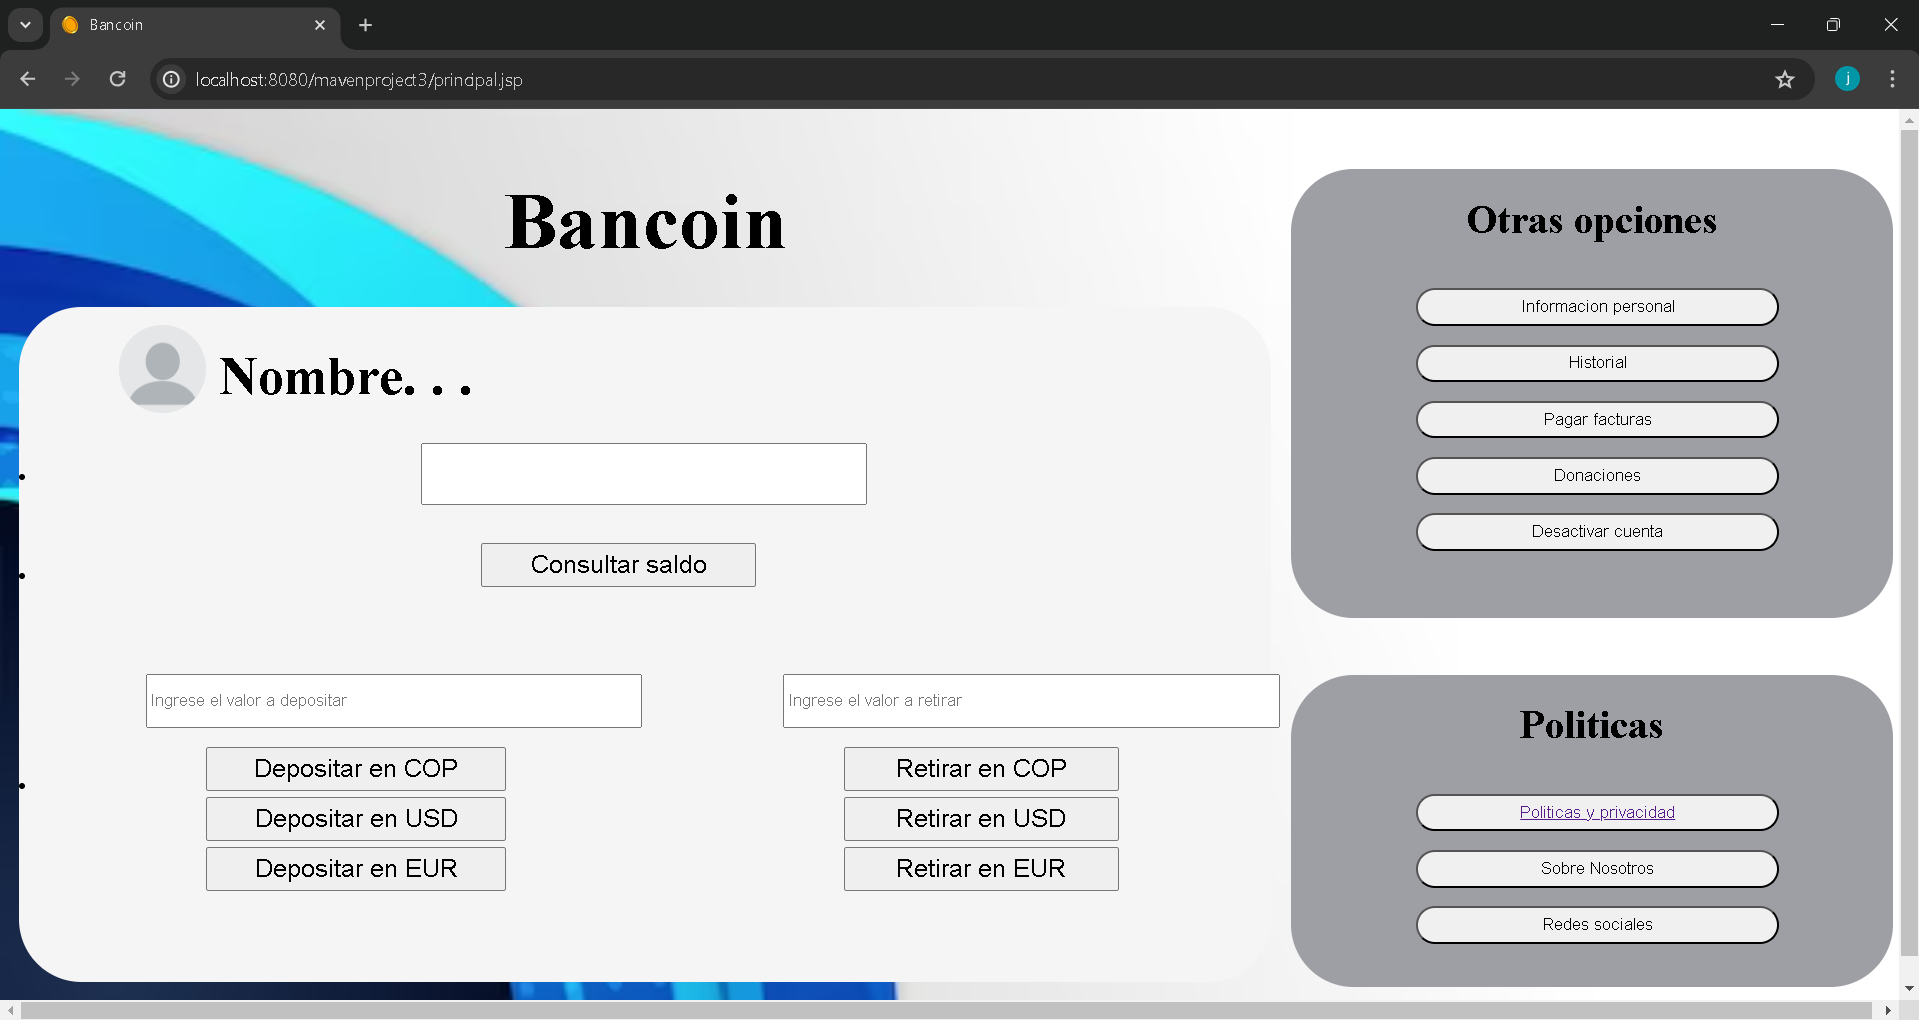 Bancoin
localhost:8080/mavenproject3/principal.jsp
j
Bancoin
Nombre. . .
Consultar saldo
Ingrese el valor a depositar
Depositar en COP
Depositar en USD
Depositar en EUR
Ingrese el valor a retirar
Retirar en COP
Retirar en USD
Retirar en EUR
Otras opciones
Informacion personal
Historial
Pagar facturas
Donaciones
Desactivar cuenta
Politicas
Politicas y privacidad
Sobre Nosotros
Redes sociales